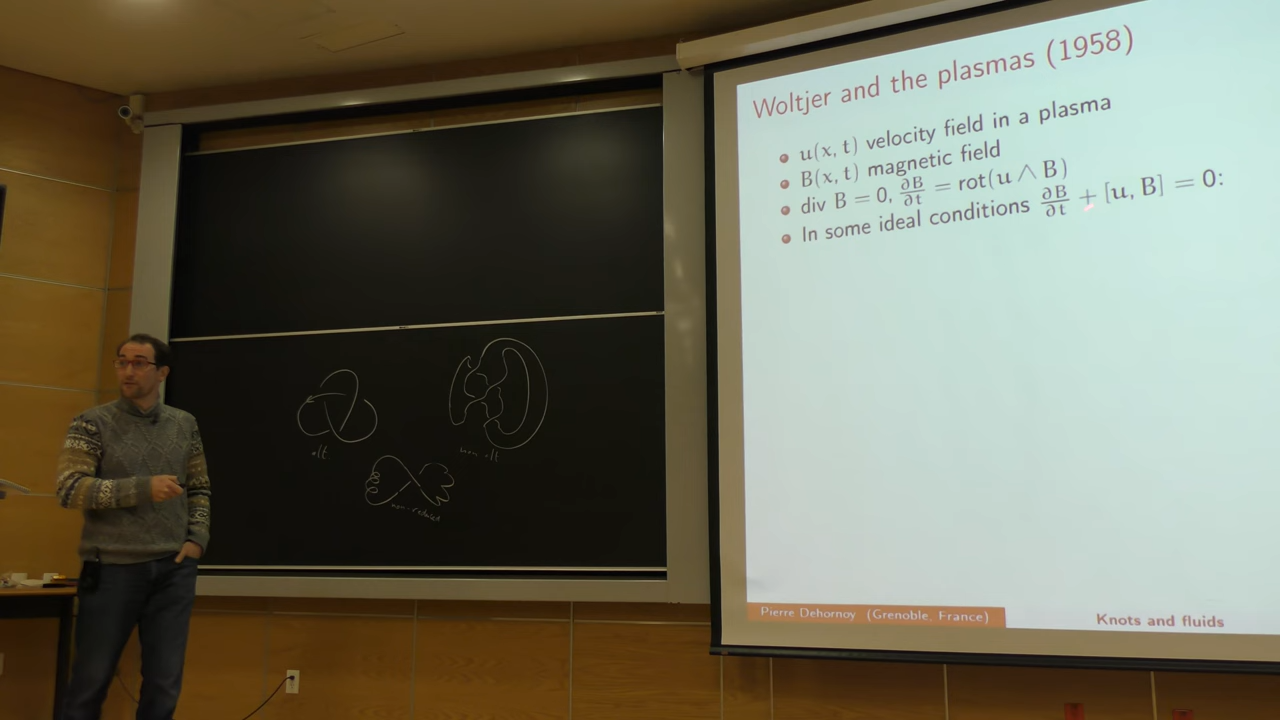 Woltjer and the plasmas (1958)
u(x, t) velocity field in a plasma
B(x, t) magnetic field
div B = 0, ∂B/∂t = rot(u ∧ B)
In some ideal conditions ∂B/∂t + [u, B] = 0:
alt
non alt
non-reduced
Pierre Dehornoy (Grenoble, France)
Knots and fluids